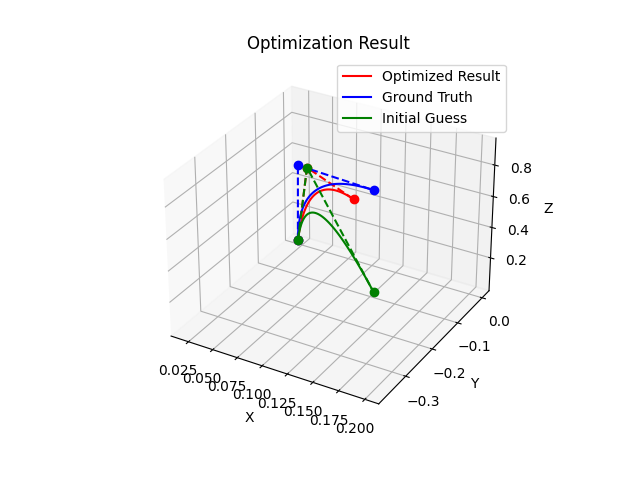 Optimization Result
Optimized Result
Ground Truth
Initial Guess
0.8
0.6
0.4
0.2
Z
0.0
−0.1
−0.2
−0.3
Y
0.025
0.050
0.075
0.100
0.125
0.150
0.175
0.200
X